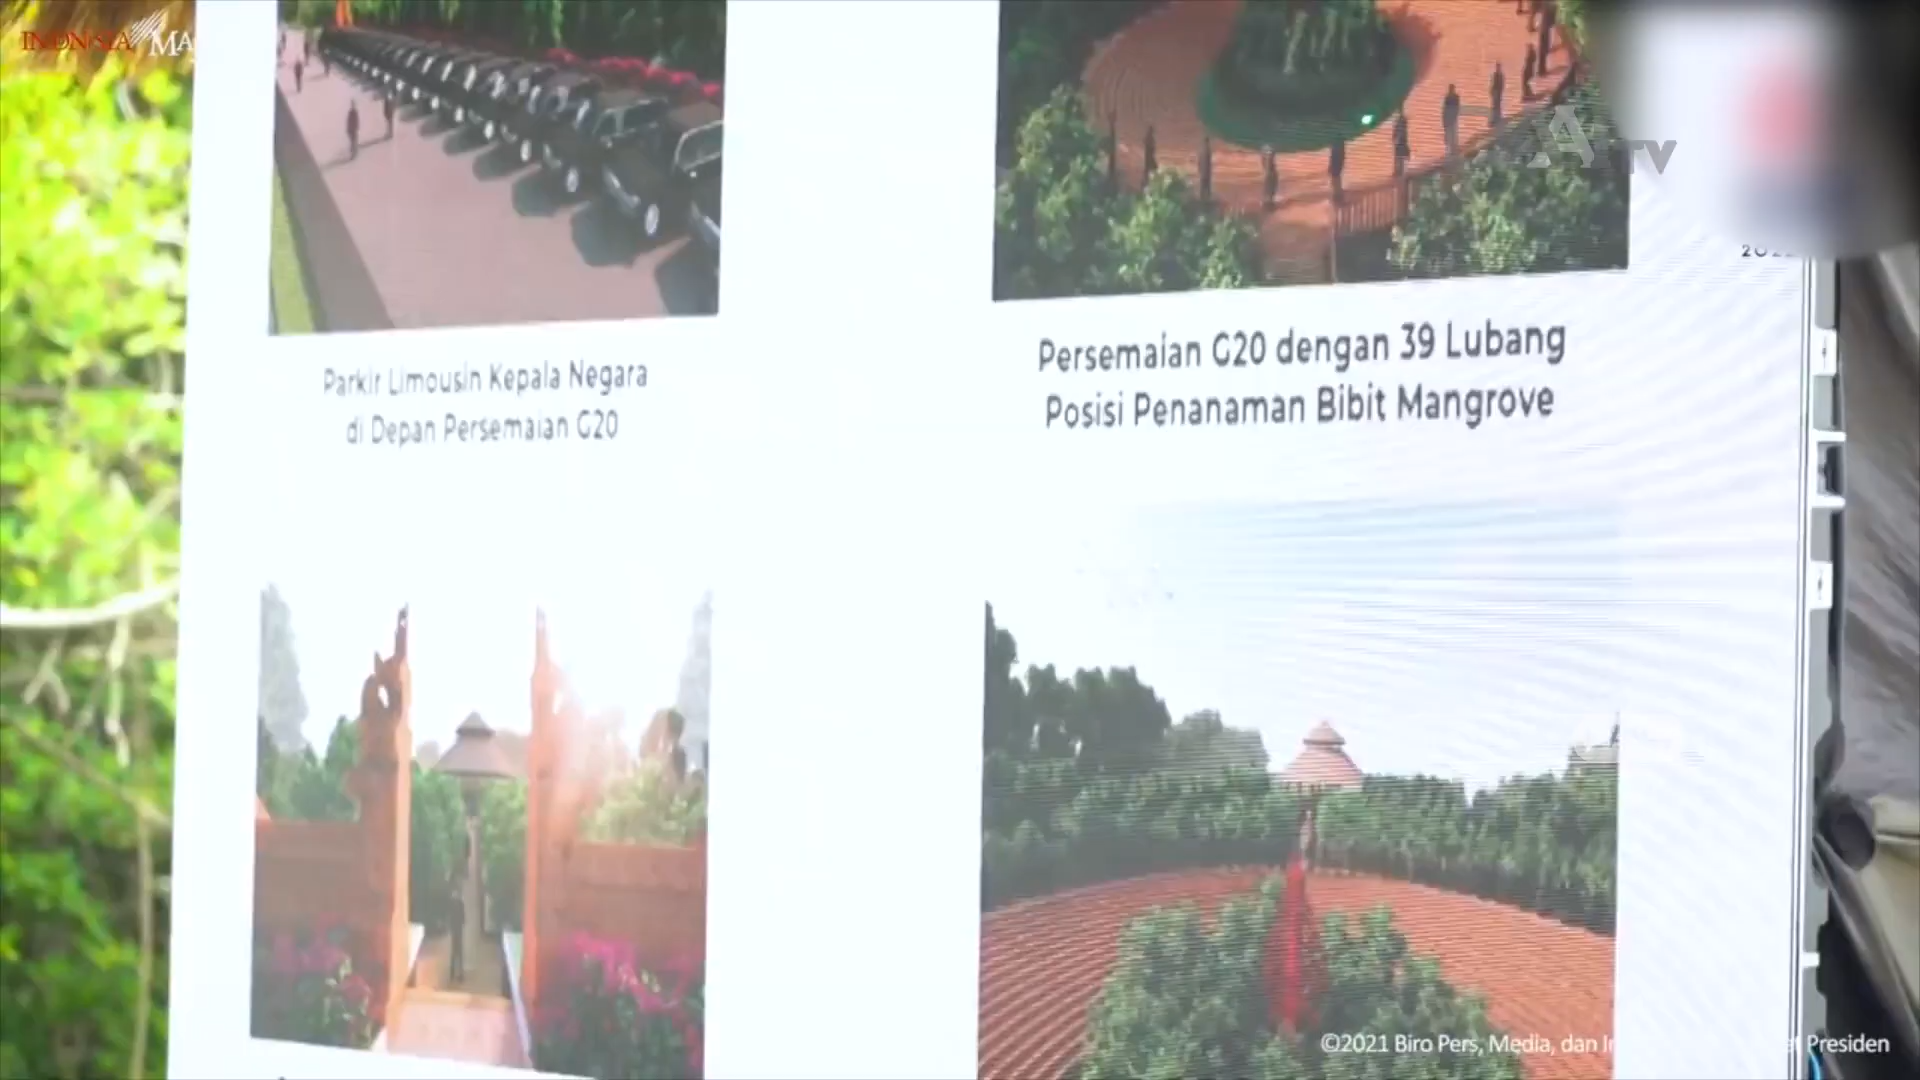 TV
Parkir Limousin Kepala Negara
di Depan Persemaian G20
Persemaian G20 dengan 39 Lubang
Posisi Penanaman Bibit Mangrove
©2021 Biro Pers, Media, dan Presiden